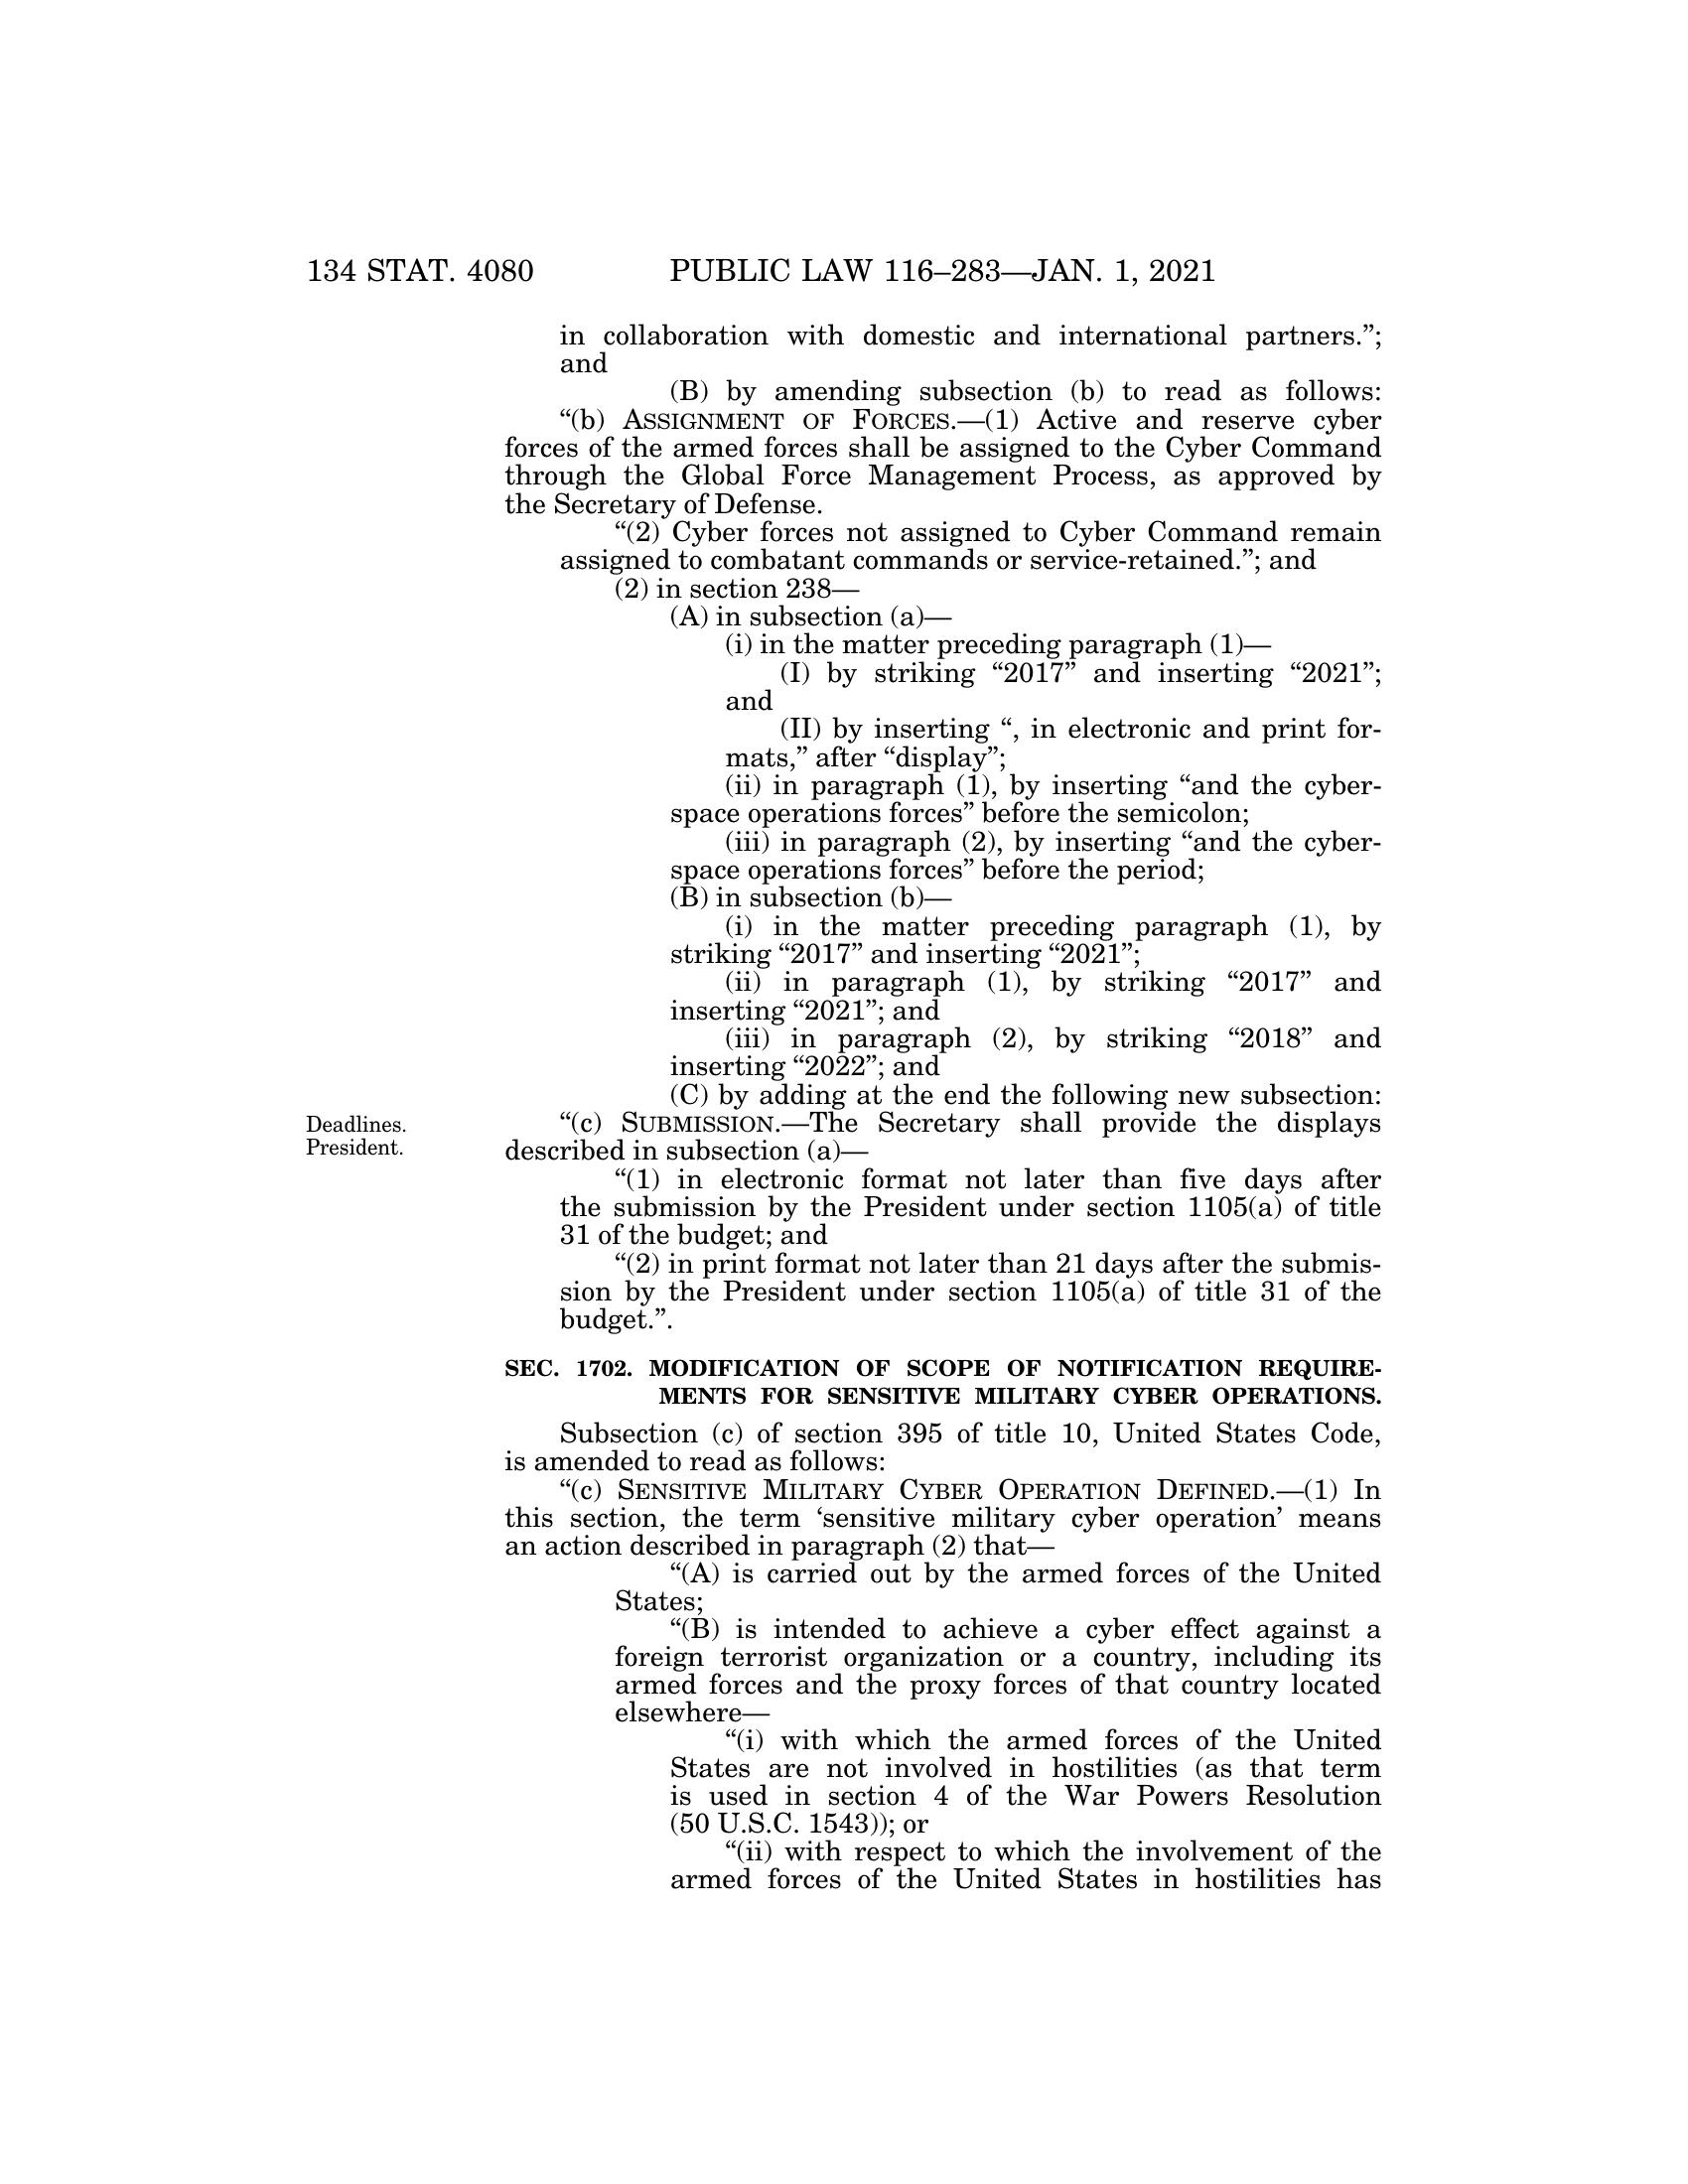 134 STAT. 4080 PUBLIC LAW 116–283—JAN. 1, 2021
in collaboration with domestic and international partners.”;
and
(B) by amending subsection (b) to read as follows:
“(b) ASSIGNMENT OF FORCES.—(1) Active and reserve cyber
forces of the armed forces shall be assigned to the Cyber Command
through the Global Force Management Process, as approved by
the Secretary of Defense.
“(2) Cyber forces not assigned to Cyber Command remain
assigned to combatant commands or service-retained.”; and
(2) in section 238—
(A) in subsection (a)—
(i) in the matter preceding paragraph (1)—
(I) by striking “2017” and inserting “2021”;
and
(II) by inserting “, in electronic and print for-
mats,” after “display”;
(ii) in paragraph (1), by inserting “and the cyber-
space operations forces” before the semicolon;
(iii) in paragraph (2), by inserting “and the cyber-
space operations forces” before the period;
(B) in subsection (b)—
(i) in the matter preceding paragraph (1), by
striking “2017” and inserting “2021”;
(ii) in paragraph (1), by striking “2017” and
inserting “2021”; and
(iii) in paragraph (2), by striking “2018” and
inserting “2022”; and
(C) by adding at the end the following new subsection:
Deadlines.
President.
“(c) SUBMISSION.—The Secretary shall provide the displays
described in subsection (a)—
“(1) in electronic format not later than five days after
the submission by the President under section 1105(a) of title
31 of the budget; and
“(2) in print format not later than 21 days after the submis-
sion by the President under section 1105(a) of title 31 of the
budget.”.
SEC. 1702. MODIFICATION OF SCOPE OF NOTIFICATION REQUIRE-
MENTS FOR SENSITIVE MILITARY CYBER OPERATIONS.
Subsection (c) of section 395 of title 10, United States Code,
is amended to read as follows:
“(c) SENSITIVE MILITARY CYBER OPERATION DEFINED.—(1) In
this section, the term ‘sensitive military cyber operation’ means
an action described in paragraph (2) that—
“(A) is carried out by the armed forces of the United
States;
“(B) is intended to achieve a cyber effect against a
foreign terrorist organization or a country, including its
armed forces and the proxy forces of that country located
elsewhere—
“(i) with which the armed forces of the United
States are not involved in hostilities (as that term
is used in section 4 of the War Powers Resolution
(50 U.S.C. 1543)); or
“(ii) with respect to which the involvement of the
armed forces of the United States in hostilities has